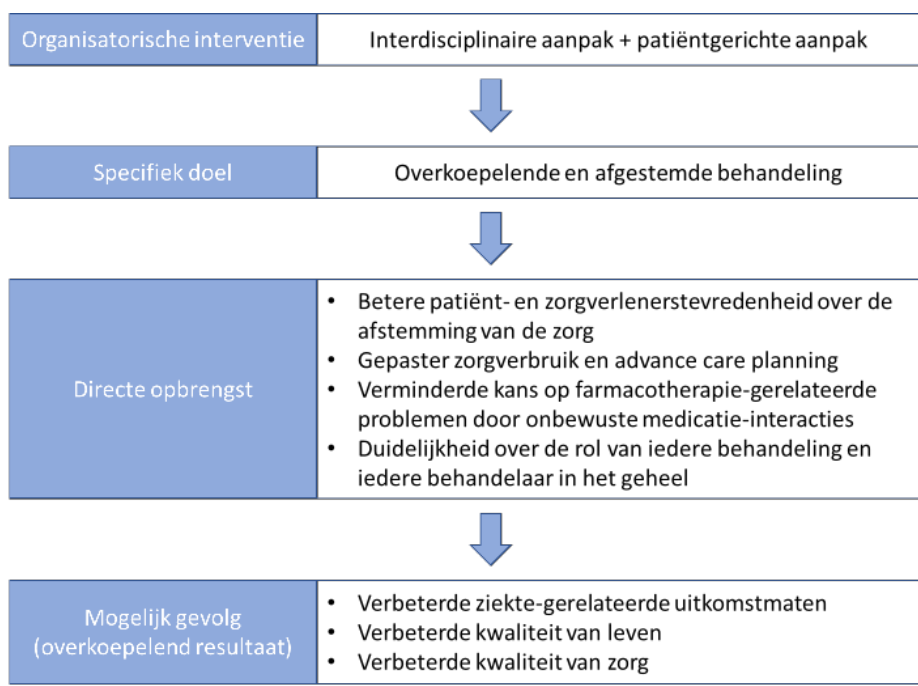 Organisatorische interventie
Interdisciplinaire aanpak + patiëntgerichte aanpak
Specifiek doel
Overkoepelende en afgestemde behandeling
Directe opbrengst
• Betere patiënt- en zorgverlenerstevredenheid over de
afstemming van de zorg
• Gepaster zorgverbruik en advance care planning
• Verminderde kans op farmacotherapie-gerelateerde
problemen door onbewuste medicatie-interacties
• Duidelijkheid over de rol van iedere behandeling en
iedere behandelaar in het geheel
Mogelijk gevolg
(overkoepelend resultaat)
• Verbeterde ziekte-gerelateerde uitkomstmaten
• Verbeterde kwaliteit van leven
• Verbeterde kwaliteit van zorg